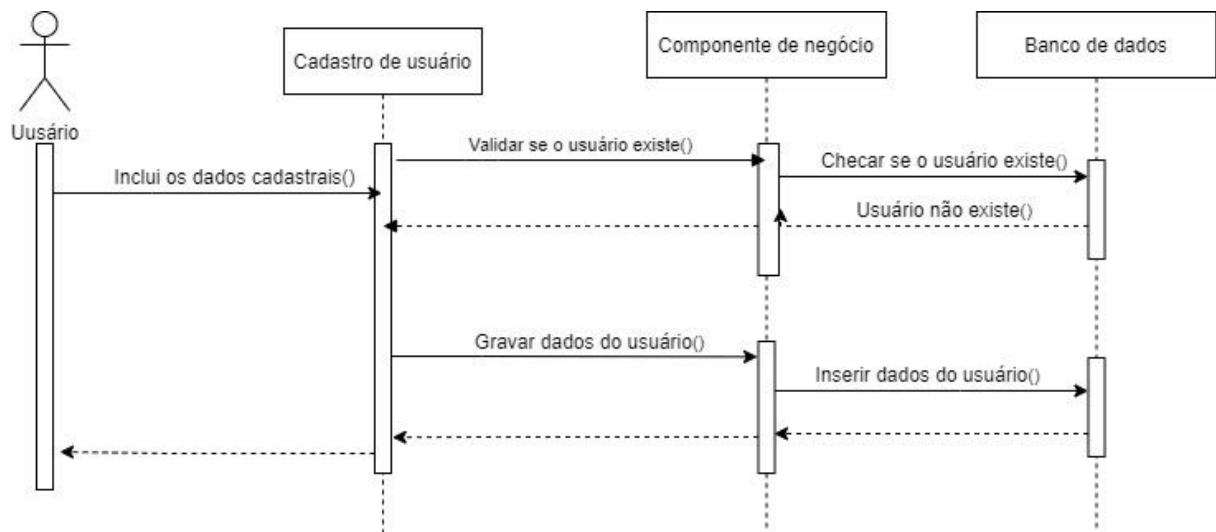 Cadastro de usuário
Componente de negócio
Banco de dados
Uusário
Validar se o usuário existe()
Checar se o usuário existe()
Inclui os dados cadastrais()
Usuário não existe()
Gravar dados do usuário()
Inserir dados do usuário()